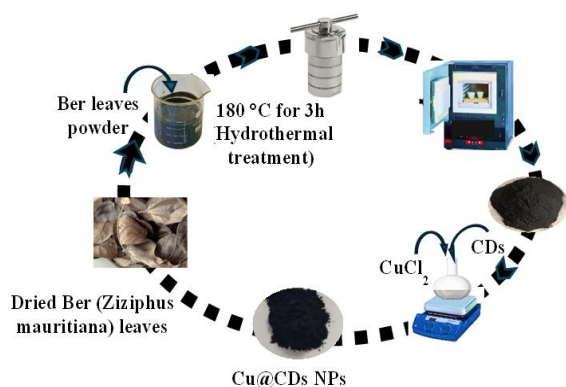 Ber leaves
powder
180 °C for 3h
(Hydrothermal
treatment)
CDs
CuCl2
Cu@CDs NPs
Dried Ber (Ziziphus
mauritiana) leaves